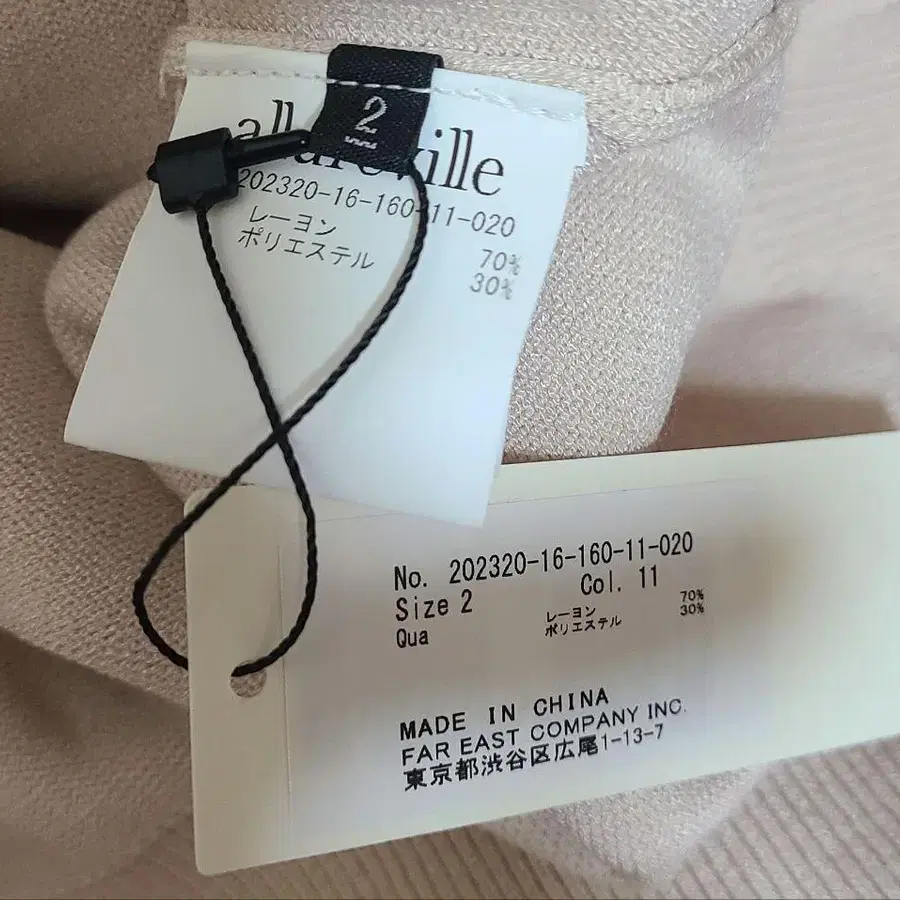 2
allureville
202320-16-160-11-020
レーヨン 70%
ポリエステル 30%
No. 202320-16-160-11-020
Size 2 Col. 11
Qua レーヨン 70%
ポリエステル 30%
MADE IN CHINA
FAR EAST COMPANY INC.
東京都渋谷区広尾1-13-7